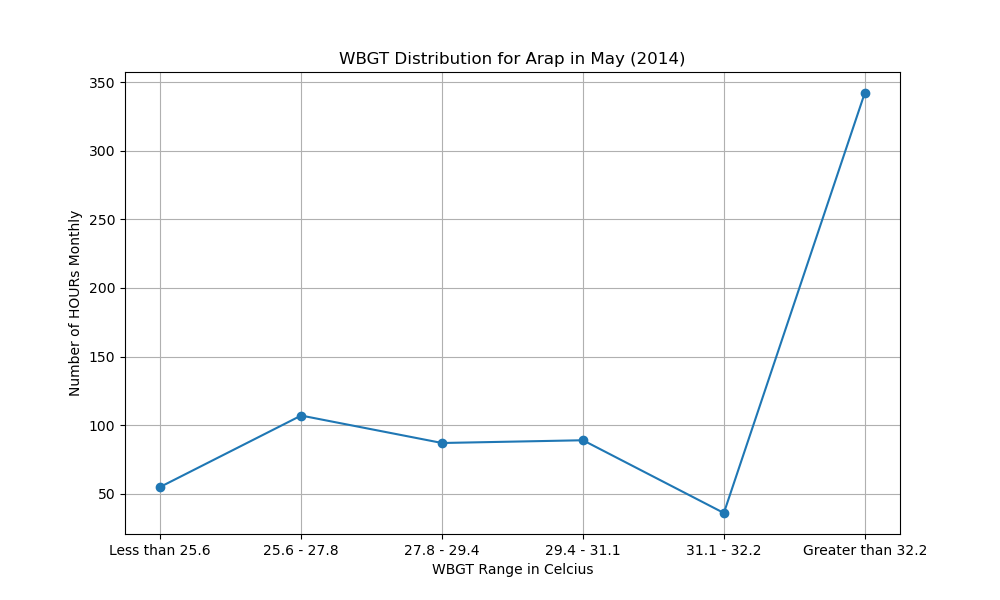 WBGT Distribution for Arap in May (2014)
Number of HOURs Monthly
350
300
250
200
150
100
50
Less than 25.6
25.6 - 27.8
27.8 - 29.4
29.4 - 31.1
31.1 - 32.2
Greater than 32.2
WBGT Range in Celcius